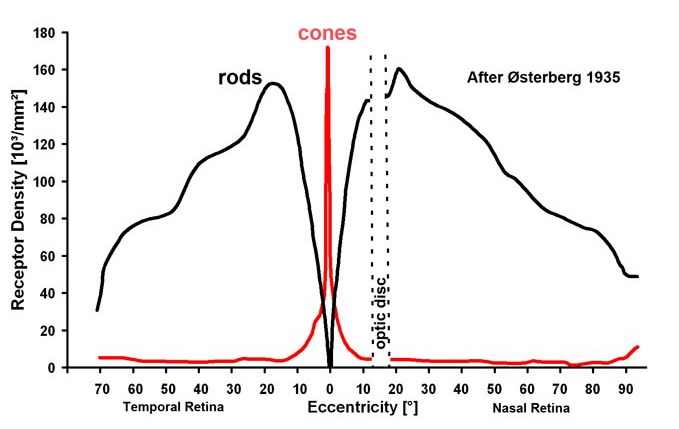 cones
180
rods
After Østerberg 1935
160
140
120
100
80
60
40
20
0
Receptor Density [10³/mm²]
optic disc
70 60 50 40 30 20 10 0 10 20 30 40 50 60 70 80 90
Temporal Retina
Eccentricity [°]
Nasal Retina